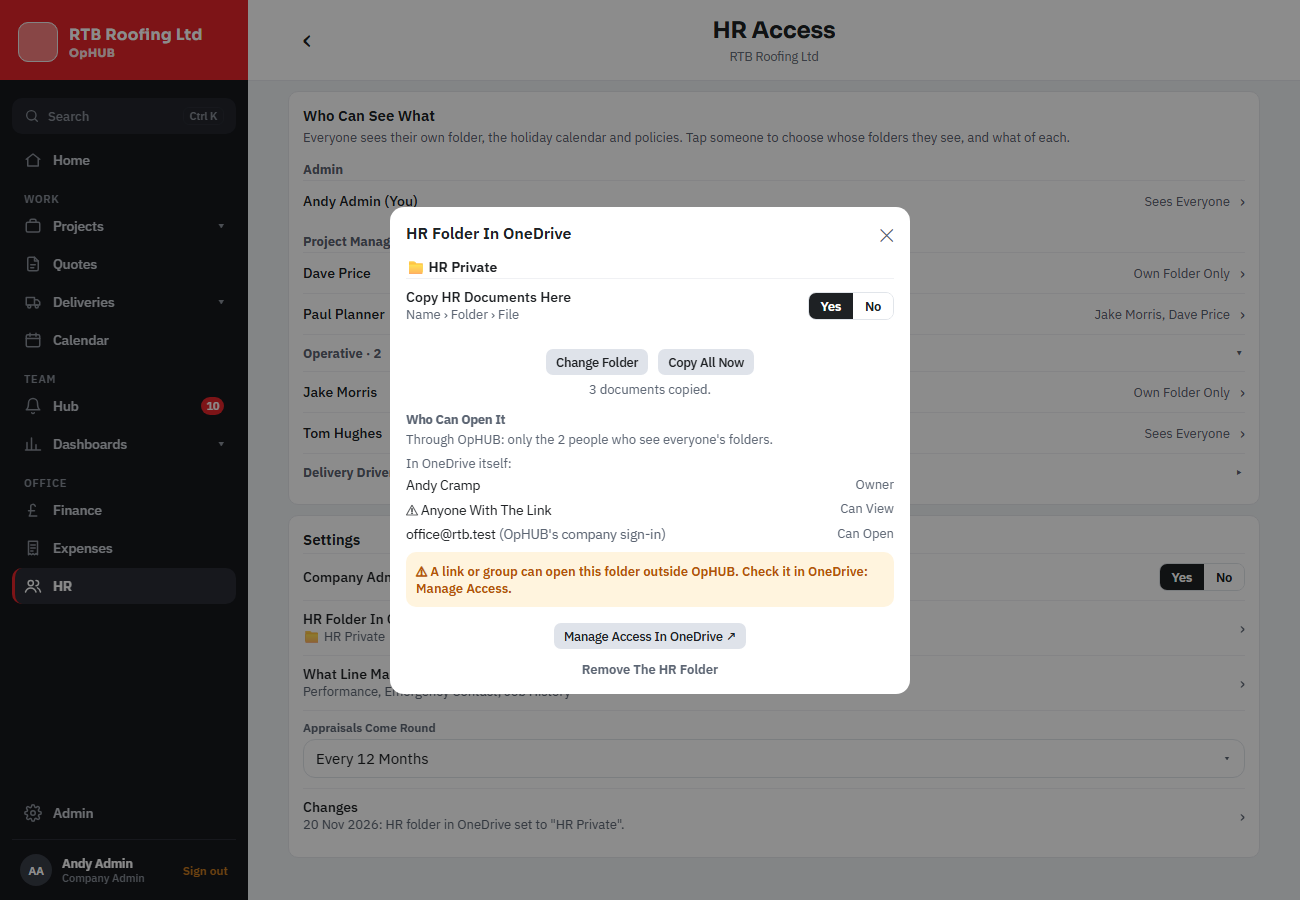 RTB Roofing Ltd
OpHUB
Search Ctrl K
Home
WORK
Projects
Quotes
Deliveries
Calendar
TEAM
Hub 10
Dashboards
OFFICE
Finance
Expenses
HR
Admin
AA
Andy Admin
Company Admin
Sign out
HR Access
RTB Roofing Ltd
Who Can See What
Everyone sees their own folder, the holiday calendar and policies. Tap someone to choose whose folders they see, and what of each.
Admin
Andy Admin (You) Sees Everyone
Project Manag
Dave Price Own Folder Only
Paul Planner Jake Morris, Dave Price
Operative · 2
Jake Morris Own Folder Only
Tom Hughes Sees Everyone
Delivery Drive
Settings
Company Adm Yes No
HR Folder In O
HR Private
What Line Ma
Performance, Emergency Contact, Job History
Appraisals Come Round
Every 12 Months
Changes
20 Nov 2026: HR folder in OneDrive set to "HR Private".
HR Folder In OneDrive
HR Private
Copy HR Documents Here
Name › Folder › File
Yes No
Change Folder Copy All Now
3 documents copied.
Who Can Open It
Through OpHUB: only the 2 people who see everyone's folders.
In OneDrive itself:
Andy Cramp Owner
⚠ Anyone With The Link Can View
office@rtb.test (OpHUB's company sign-in) Can Open
⚠ A link or group can open this folder outside OpHUB. Check it in OneDrive:
Manage Access.
Manage Access In OneDrive ↗
Remove The HR Folder